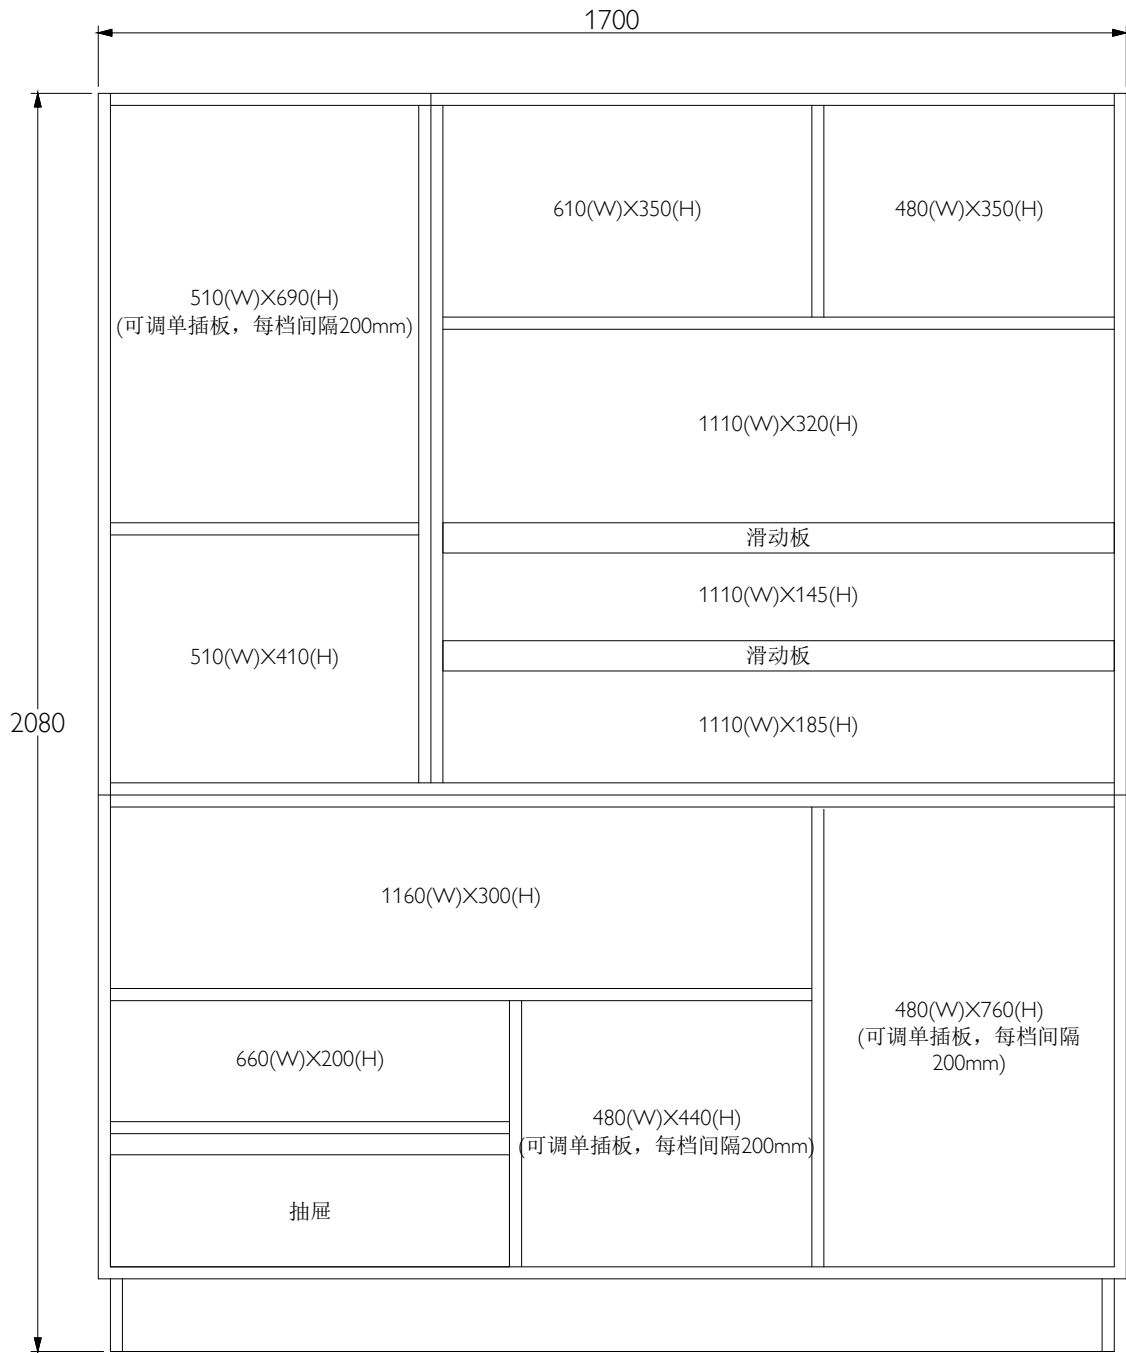 1700
610(W)X350(H)
480(W)X350(H)
510(W)X690(H)
(可调单插板，每档间隔200mm)
1110(W)X320(H)
滑动板
1110(W)X145(H)
510(W)X410(H)
滑动板
2080
1110(W)X185(H)
1160(W)X300(H)
480(W)X760(H)
(可调单插板，每档间隔
200mm)
660(W)X200(H)
480(W)X440(H)
(可调单插板，每档间隔200mm)
抽屉